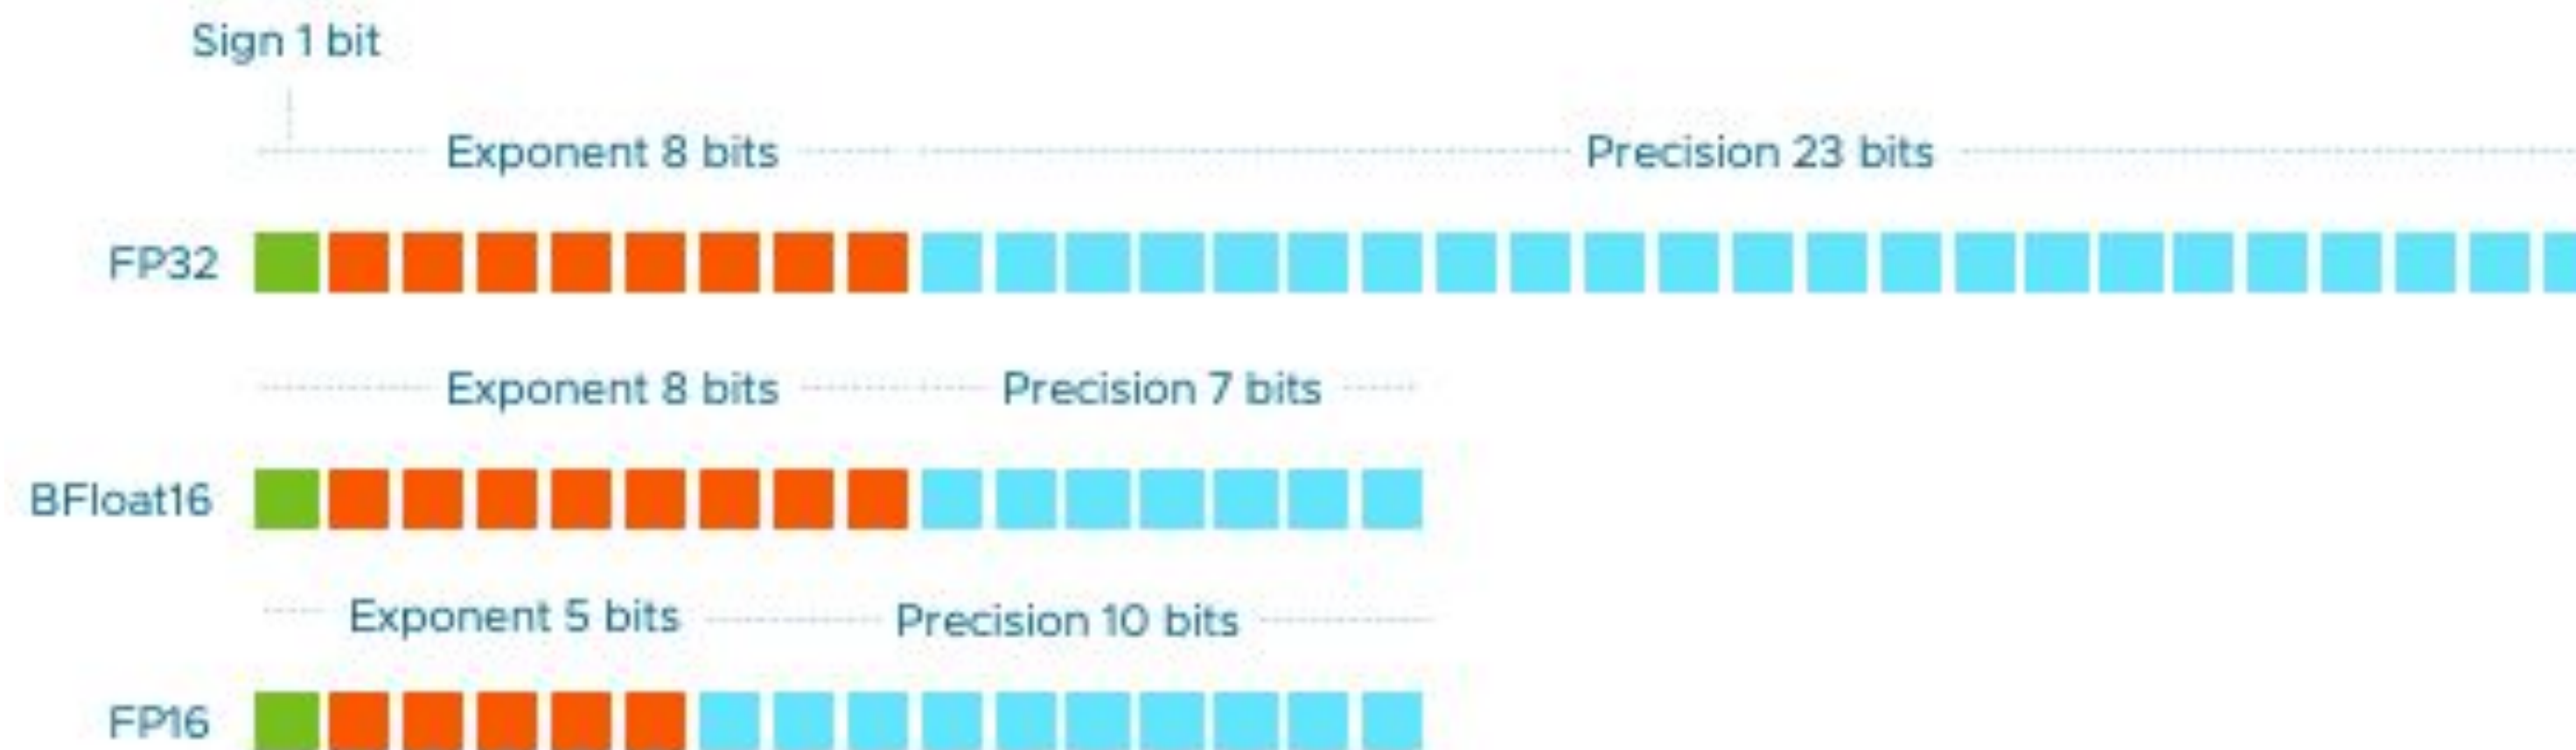 Sign 1 bit
Exponent 8 bits Precision 23 bits
FP32
Exponent 8 bits Precision 7 bits
BFloat16
Exponent 5 bits Precision 10 bits
FP16